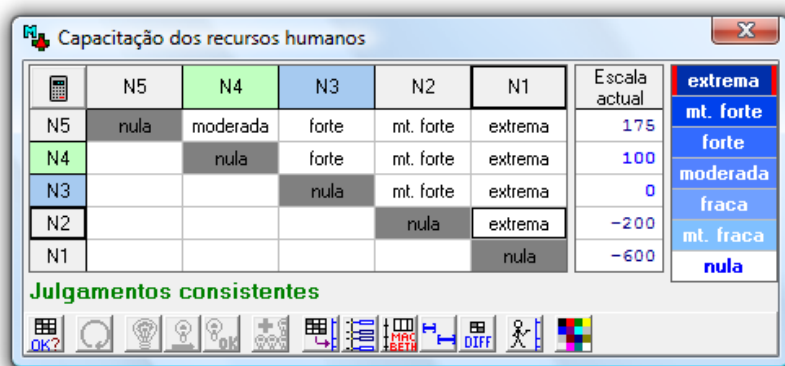 Capacitação dos recursos humanos
N5 N4 N3 N2 N1 Escala actual
N5 nula moderada forte mt. forte extrema 175
N4 nula forte mt. forte extrema 100
N3 nula mt. forte extrema 0
N2 nula extrema -200
N1 nula -600
extrema
mt. forte
forte
moderada
fraca
mt. fraca
nula
Julgamentos consistentes
OK? OK MAC BETH DIFF